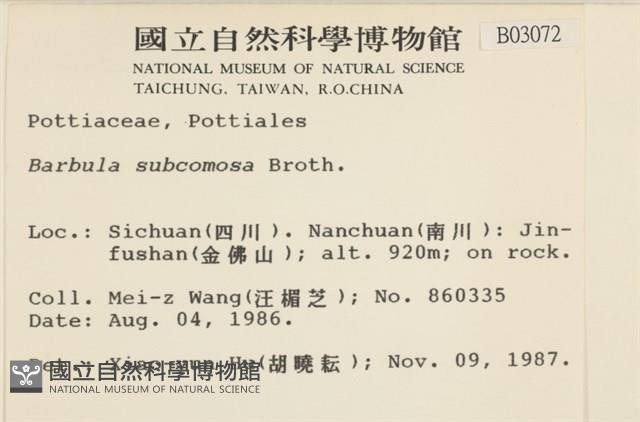 國立自然科學博物館
B03072
NATIONAL MUSEUM OF NATURAL SCIENCE
TAICHUNG, TAIWAN, R.O.CHINA
Pottiaceae, Pottiales
Barbula subcomosa Broth.
Loc.: Sichuan(四川). Nanchuan(南川): Jin-
fushan(金佛山); alt. 920m; on rock.
Coll. Mei-z Wang(汪楣芝); No. 860335
Date: Aug. 04, 1986.
(胡曉耘); Nov. 09, 1987.
國立自然科學博物館
NATIONAL MUSEUM OF NATURAL SCIENCE